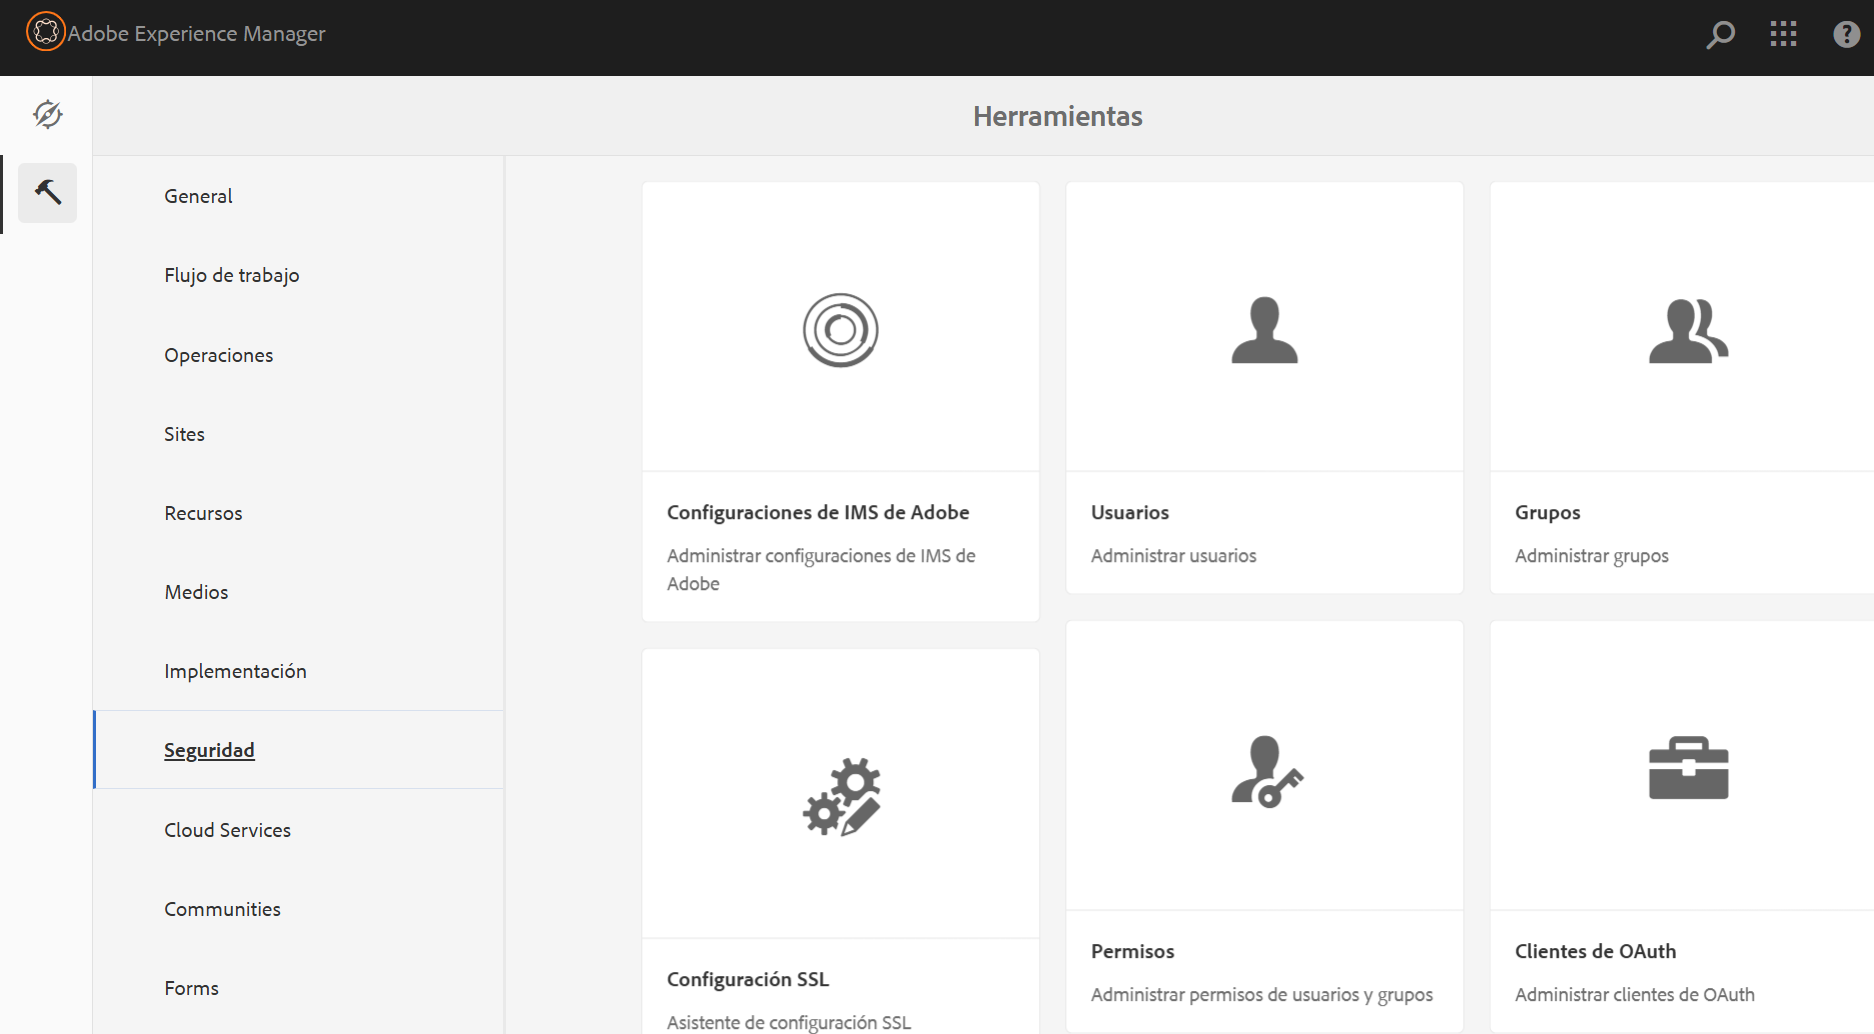 Adobe Experience Manager
Herramientas
General
Flujo de trabajo
Operaciones
Sites
Recursos
Medios
Implementación
Seguridad
Cloud Services
Communities
Forms
Configuraciones de IMS de Adobe
Administrar configuraciones de IMS de
Adobe
Usuarios
Administrar usuarios
Grupos
Administrar grupos
Configuración SSL
Asistente de configuración SSL
Permisos
Administrar permisos de usuarios y grupos
Clientes de OAuth
Administrar clientes de OAuth